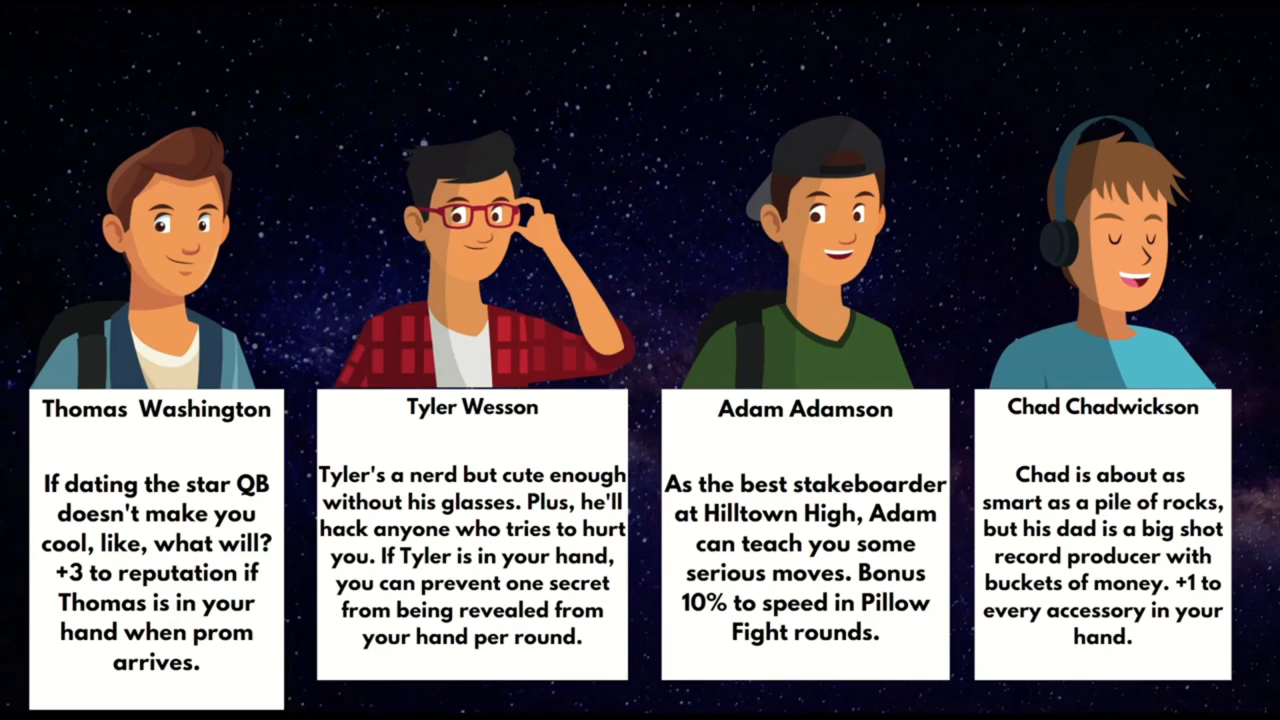 Thomas Washington
If dating the star QB
doesn't make you
cool, like, what will?
+3 to reputation if
Thomas is in your
hand when prom
arrives.
Tyler Wesson
Tyler's a nerd but cute enough
without his glasses. Plus, he'll
hack anyone who tries to hurt
you. If Tyler is in your hand,
you can prevent one secret
from being revealed from
your hand per round.
Adam Adamson
As the best stakeboarder
at Hilltown High, Adam
can teach you some
serious moves. Bonus
10% to speed in Pillow
Fight rounds.
Chad Chadwickson
Chad is about as
smart as a pile of rocks,
but his dad is a big shot
record producer with
buckets of money. +1 to
every accessory in your
hand.